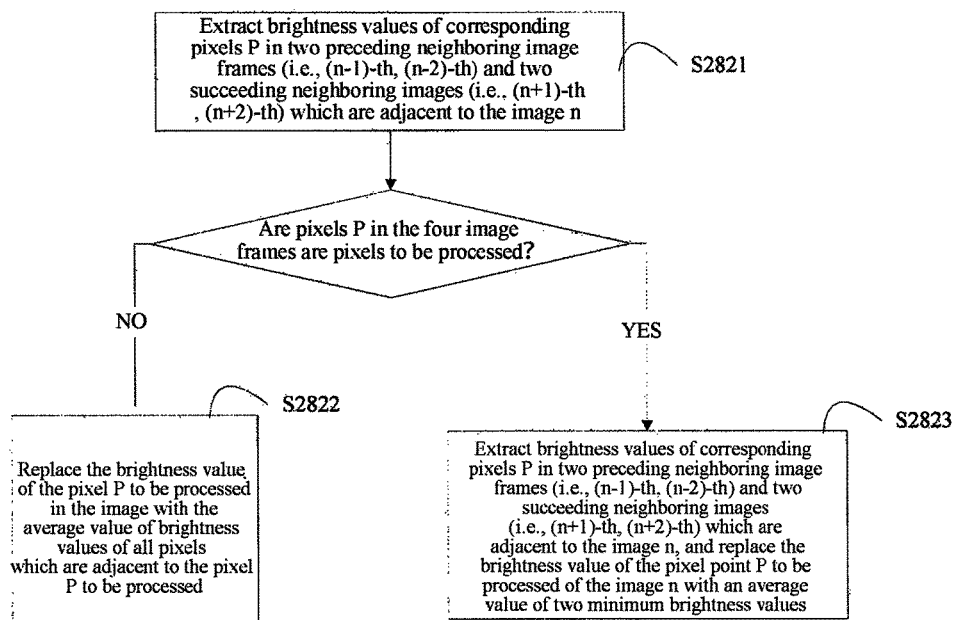 Extract brightness values of corresponding
pixels P in two preceding neighboring image
frames (i.e., (n-1)-th, (n-2)-th) and two
succeeding neighboring images (i.e., (n+1)-th
, (n+2)-th) which are adjacent to the image n
S2821
Are pixels P in the four image
frames are pixels to be processed?
NO
YES
S2822
S2823
Replace the brightness value
of the pixel P to be processed
in the image with the
average value of brightness
values of all pixels
which are adjacent to the pixel
P to be processed
Extract brightness values of corresponding
pixels P in two preceding neighboring image
frames (i.e., (n-1)-th, (n-2)-th) and two
succeeding neighboring images
(i.e., (n+1)-th, (n+2)-th) which are
adjacent to the image n, and replace the
brightness value of the pixel point P to be
processed of the image n with an average
value of two minimum brightness values